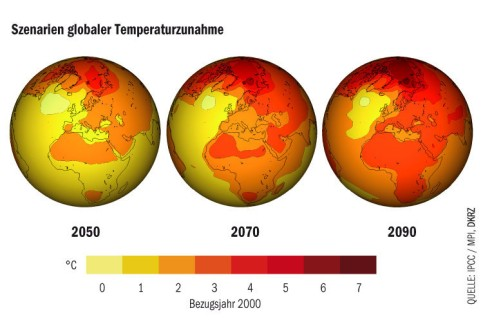 Szenarien globaler Temperaturzunahme
2050 2070 2090
°C
0 1 2 3 4 5 6 7
Bezugsjahr 2000
QUELLE: IPCC / MPI, DKRZ